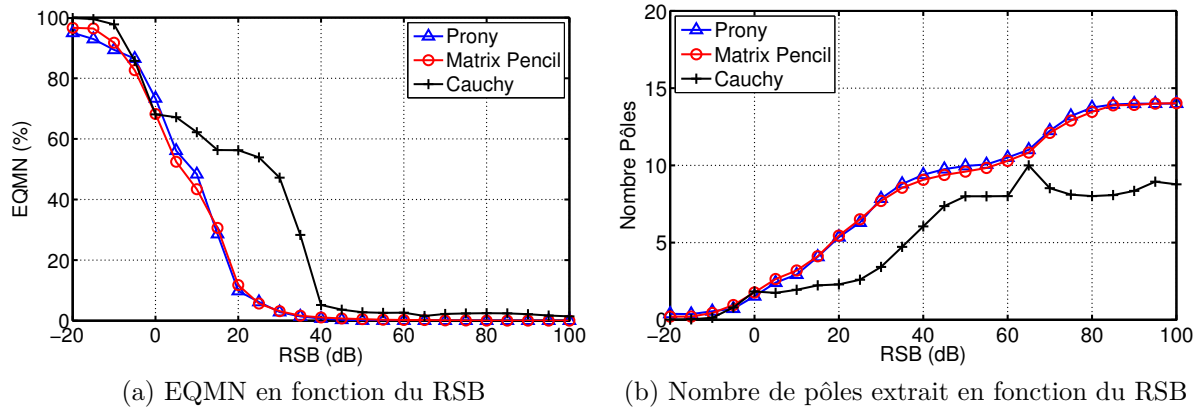 100
80
60
40
20
0
EQMN (%)
Prony
Matrix Pencil
Cauchy
−20 0 20 40 60 80 100
RSB (dB)
(a) EQMN en fonction du RSB
20
15
10
5
0
Nombre Pôles
Prony
Matrix Pencil
Cauchy
−20 0 20 40 60 80 100
RSB (dB)
(b) Nombre de pôles extrait en fonction du RSB